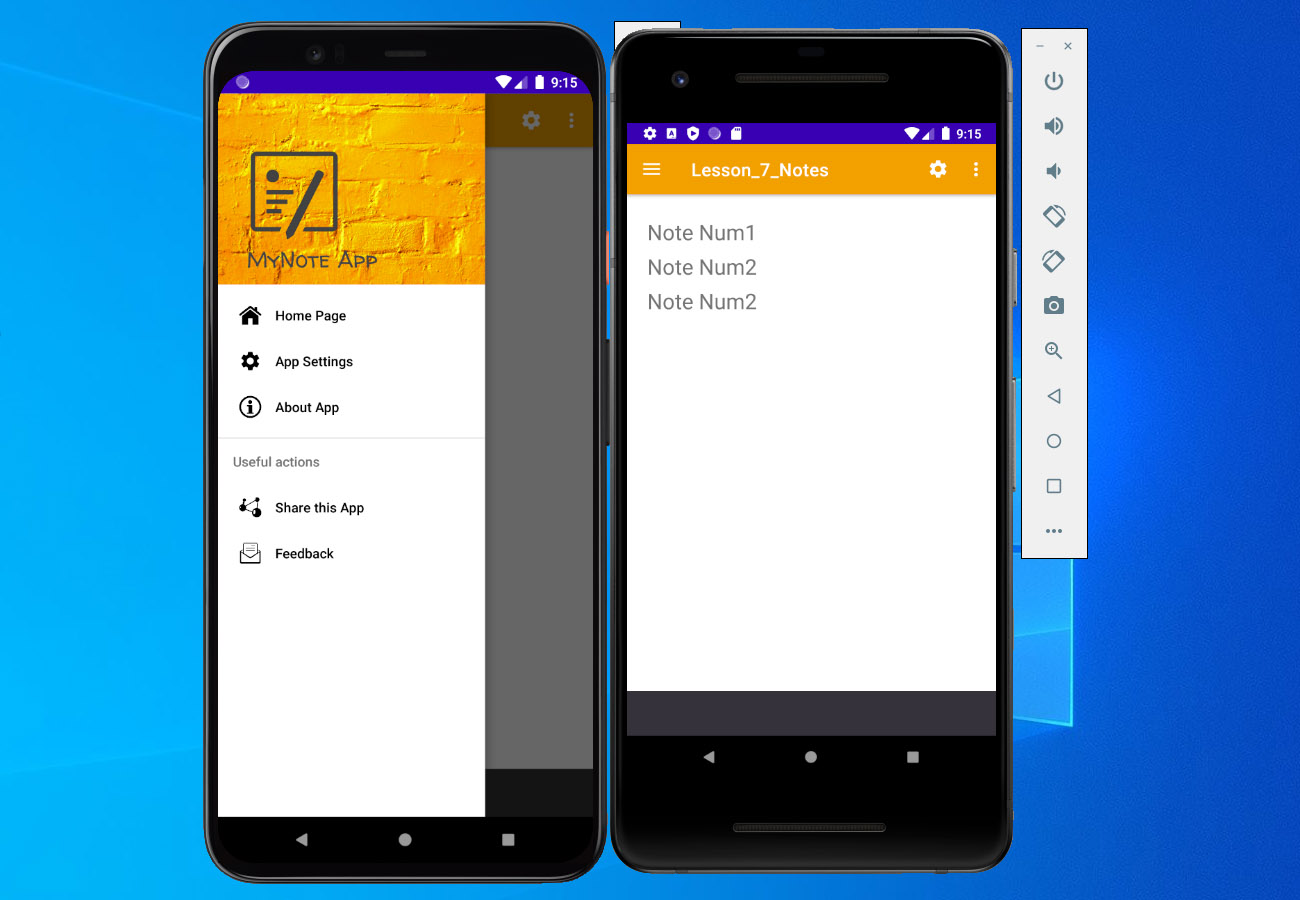 9:15
MyNote App
Home Page
App Settings
About App
Useful actions
Share this App
Feedback
9:15
Lesson_7_Notes
Note Num1
Note Num2
Note Num2